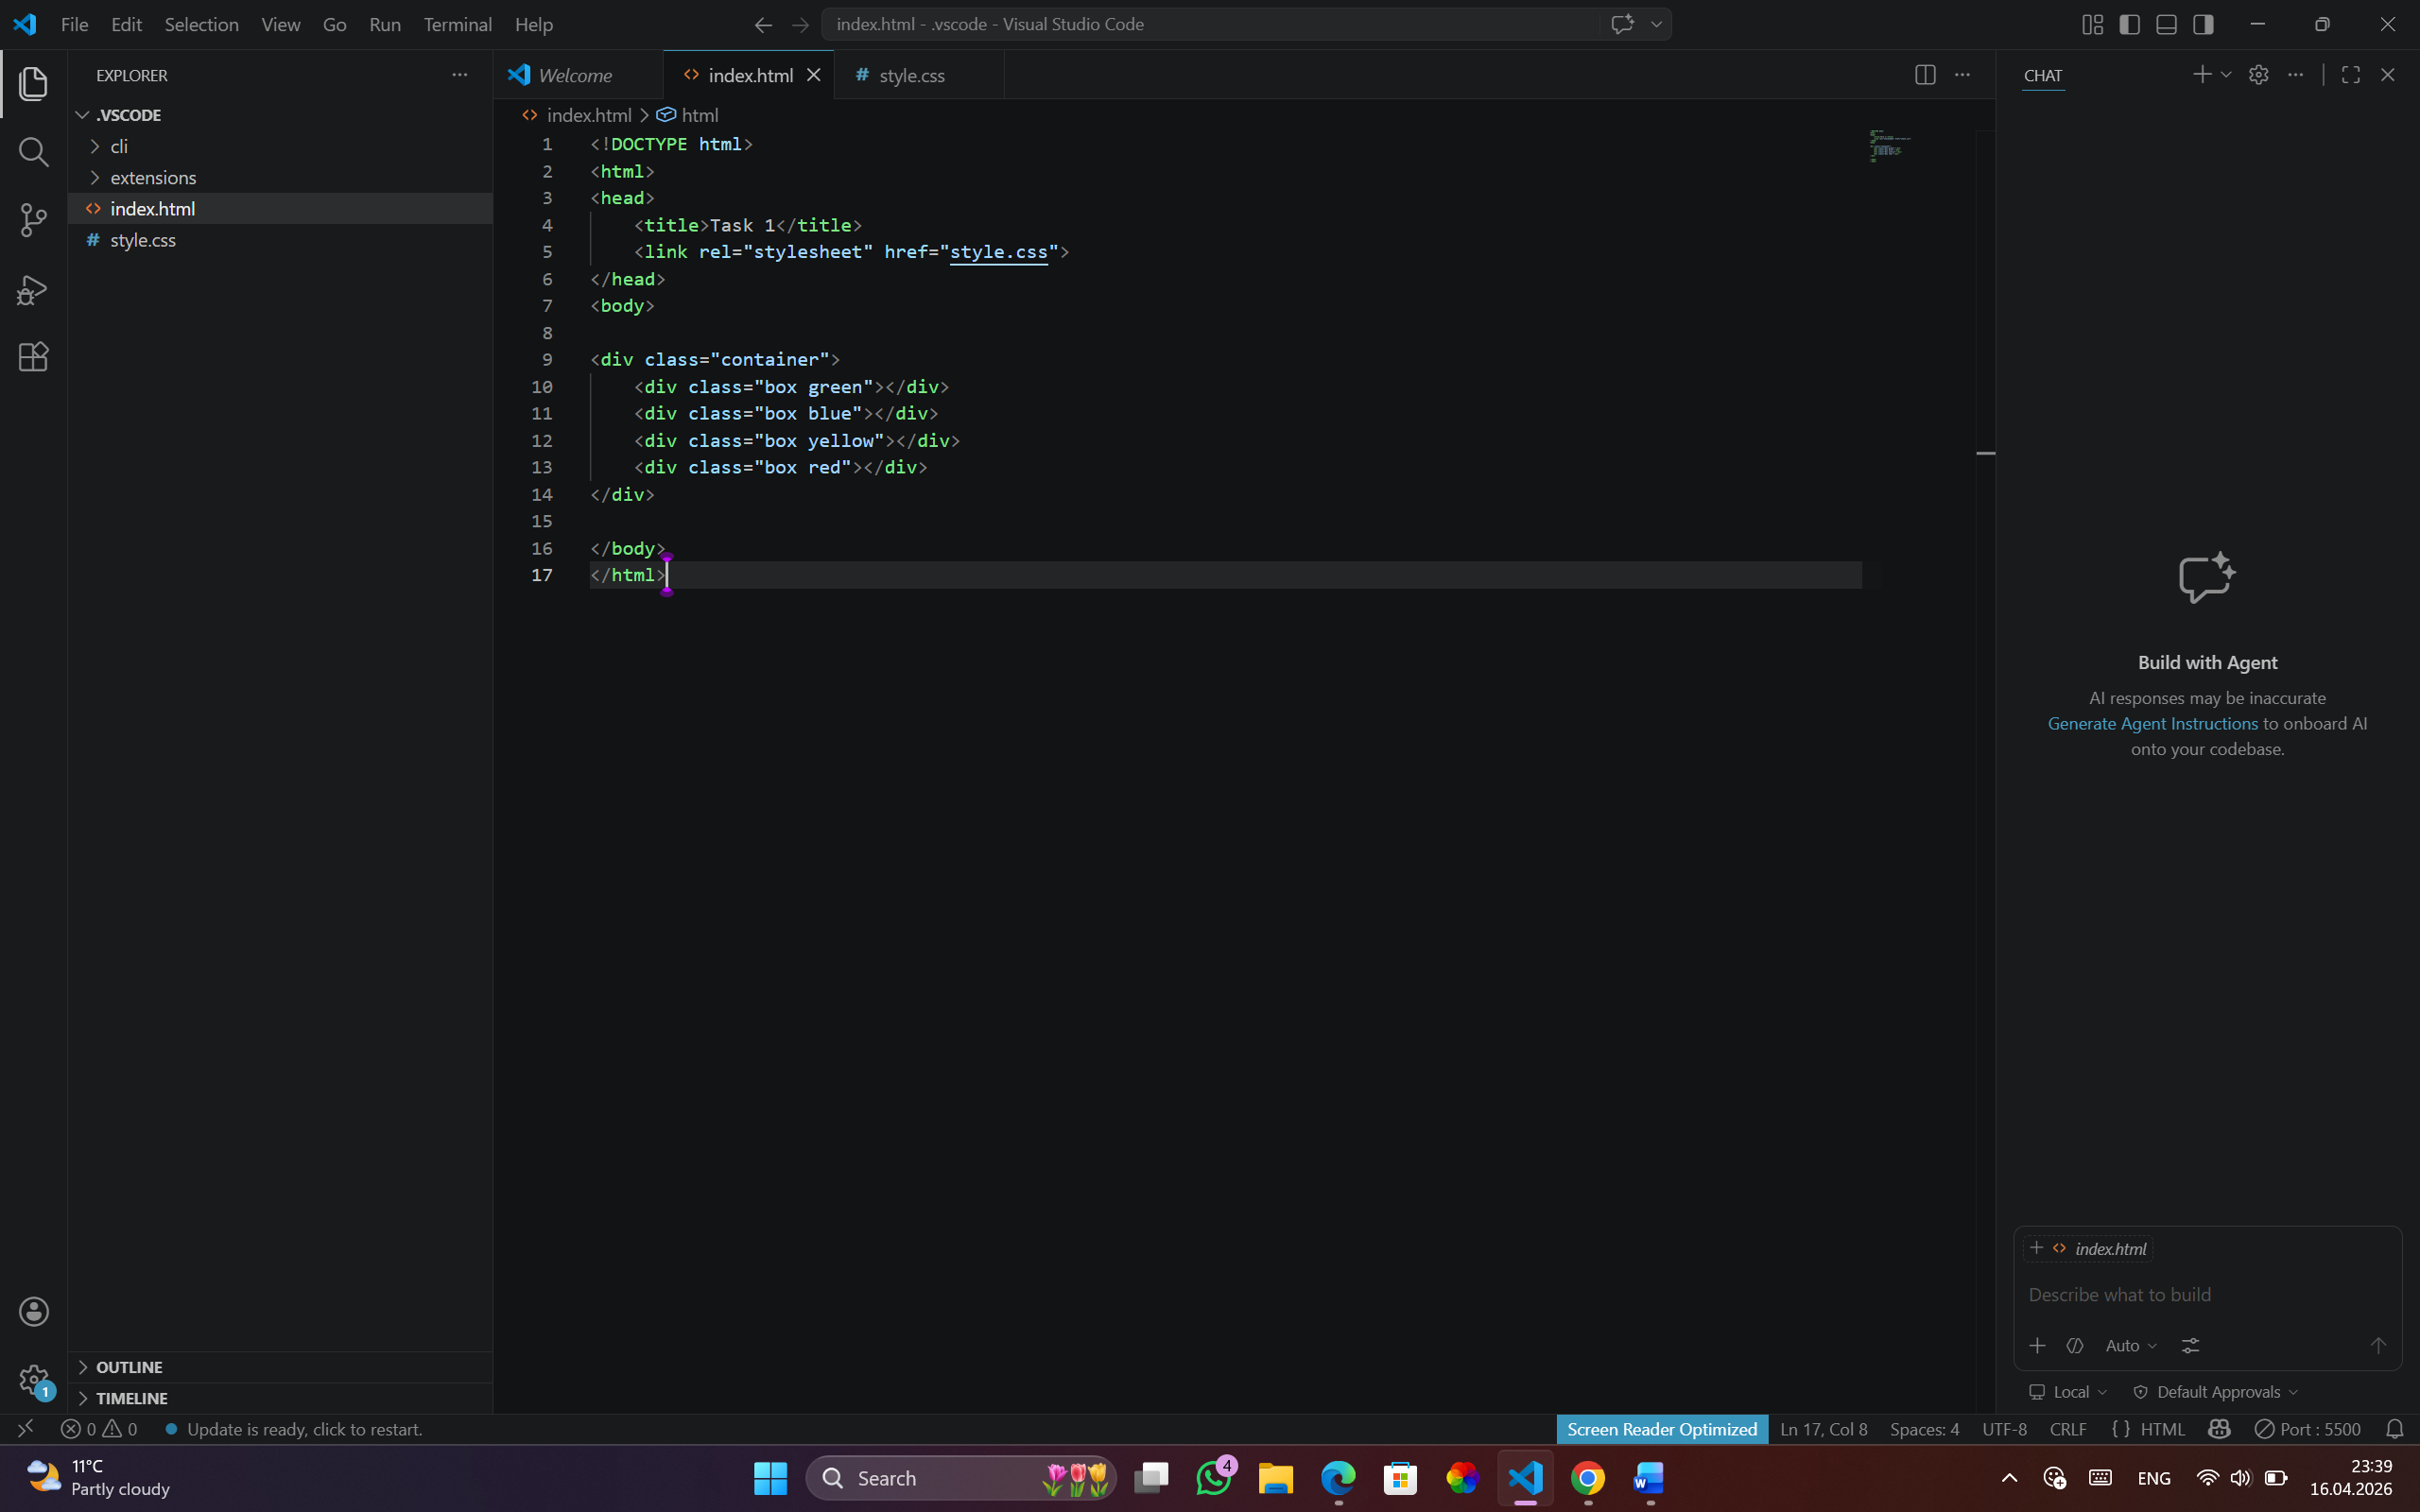 File Edit Selection View Go Run Terminal Help
index.html - .vscode - Visual Studio Code
EXPLORER
.VSCODE
cli
extensions
index.html
style.css
OUTLINE
TIMELINE
Welcome
index.html
style.css
index.html > html
1 <!DOCTYPE html>
2 <html>
3 <head>
4 <title>Task 1</title>
5 <link rel="stylesheet" href="style.css">
6 </head>
7 <body>
8
9 <div class="container">
10 <div class="box green"></div>
11 <div class="box blue"></div>
12 <div class="box yellow"></div>
13 <div class="box red"></div>
14 </div>
15
16 </body>
17 </html>
CHAT
Build with Agent
AI responses may be inaccurate
Generate Agent Instructions to onboard AI
onto your codebase.
index.html
Describe what to build
Auto
Local Default Approvals
1
0 0 Update is ready, click to restart.
Screen Reader Optimized Ln 17, Col 8 Spaces: 4 UTF-8 CRLF {} HTML Port : 5500
11°C
Partly cloudy
Search
4
W
ENG
23:39
16.04.2026